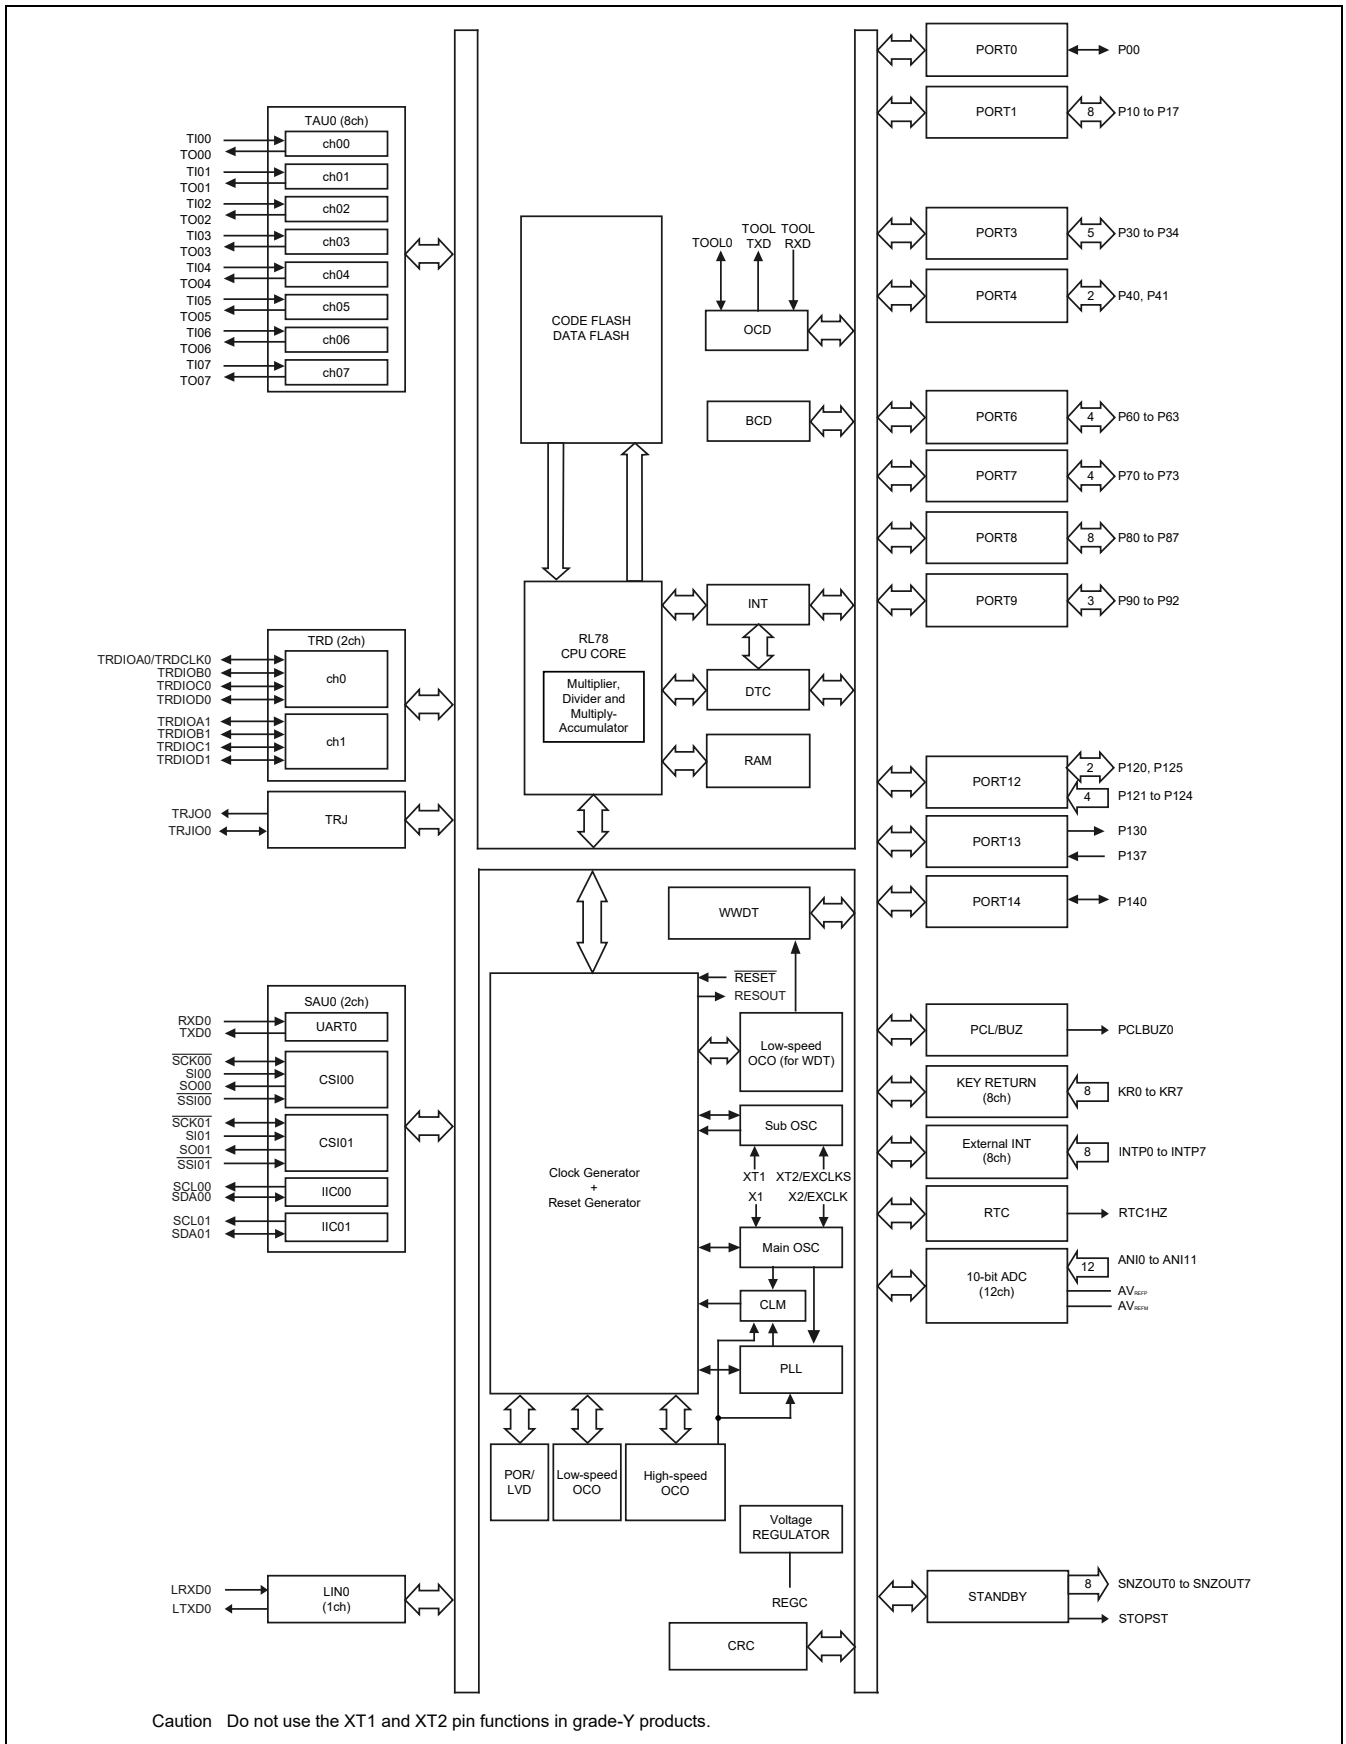 TAU0 (8ch)
TI00
TO00
ch00
TI01
TO01
ch01
TI02
TO02
ch02
TI03
TO03
ch03
TI04
TO04
ch04
TI05
TO05
ch05
TI06
TO06
ch06
TI07
TO07
ch07
TRD (2ch)
TRDIOA0/TRDCLK0
TRDIOB0
TRDIOC0
TRDIOD0
ch0
TRDIOA1
TRDIOB1
TRDIOC1
TRDIOD1
ch1
TRJO0
TRJIO0
TRJ
SAU0 (2ch)
RXD0
TXD0
UART0
SCK00
SI00
SO00
SSI00
CSI00
SCK01
SI01
SO01
SSI01
CSI01
SCL00
SDA00
IIC00
SCL01
SDA01
IIC01
LRXD0
LTXD0
LIN0
(1ch)
CODE FLASH
DATA FLASH
TOOL0
TOOL
TXD
TOOL
RXD
OCD
BCD
RL78
CPU CORE
Multiplier,
Divider and
Multiply-
Accumulator
INT
DTC
RAM
WWDT
RESET
RESOUT
Low-speed
OCO (for WDT)
Sub OSC
XT1
XT2/EXCLKS
X1
X2/EXCLK
Main OSC
CLM
PLL
Clock Generator
+
Reset Generator
POR/
LVD
Low-speed
OCO
High-speed
OCO
Voltage
REGULATOR
REGC
CRC
PORT0
P00
PORT1
8
P10 to P17
PORT3
5
P30 to P34
PORT4
2
P40, P41
PORT6
4
P60 to P63
PORT7
4
P70 to P73
PORT8
8
P80 to P87
PORT9
3
P90 to P92
PORT12
2
P120, P125
4
P121 to P124
PORT13
P130
P137
PORT14
P140
PCL/BUZ
PCLBUZ0
KEY RETURN
(8ch)
8
KR0 to KR7
External INT
(8ch)
8
INTP0 to INTP7
RTC
RTC1HZ
10-bit ADC
(12ch)
12
ANI0 to ANI11
AVREFP
AVREFM
STANDBY
8
SNZOUT0 to SNZOUT7
STOPST
Caution Do not use the XT1 and XT2 pin functions in grade-Y products.